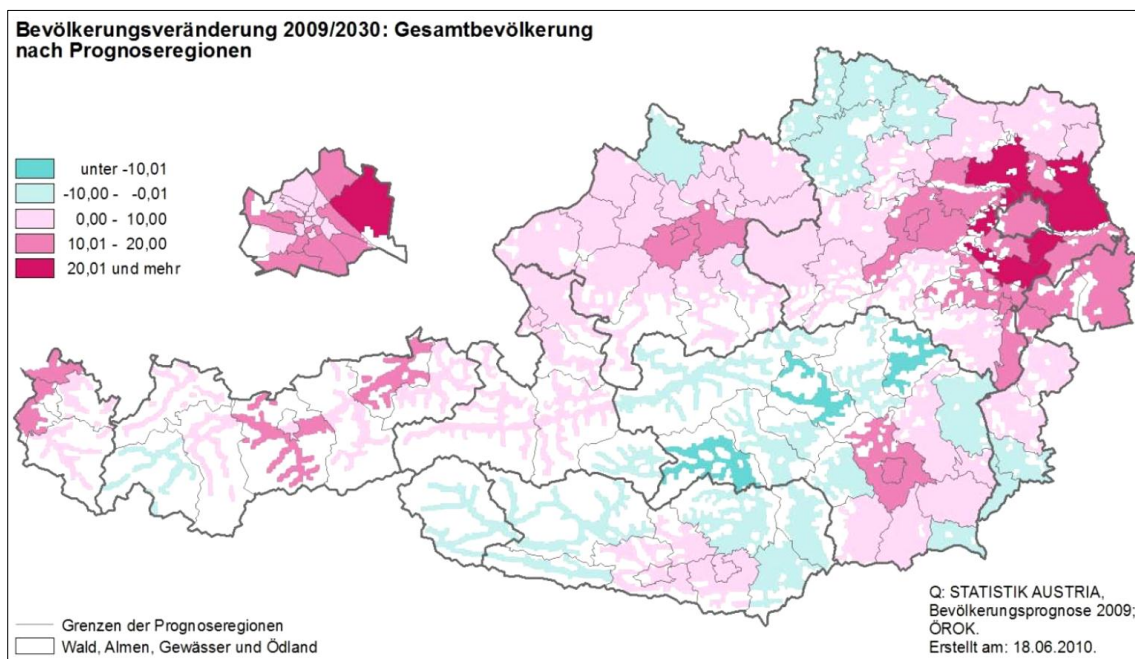 Bevölkerungsveränderung 2009/2030: Gesamtbevölkerung
nach Prognoseregionen
unter -10,01
-10,00 - -0,01
0,00 - 10,00
10,01 - 20,00
20,01 und mehr
Grenzen der Prognoseregionen
Wald, Almen, Gewässer und Ödland
Q: STATISTIK AUSTRIA,
Bevölkerungsprognose 2009;
ÖROK.
Erstellt am: 18.06.2010.